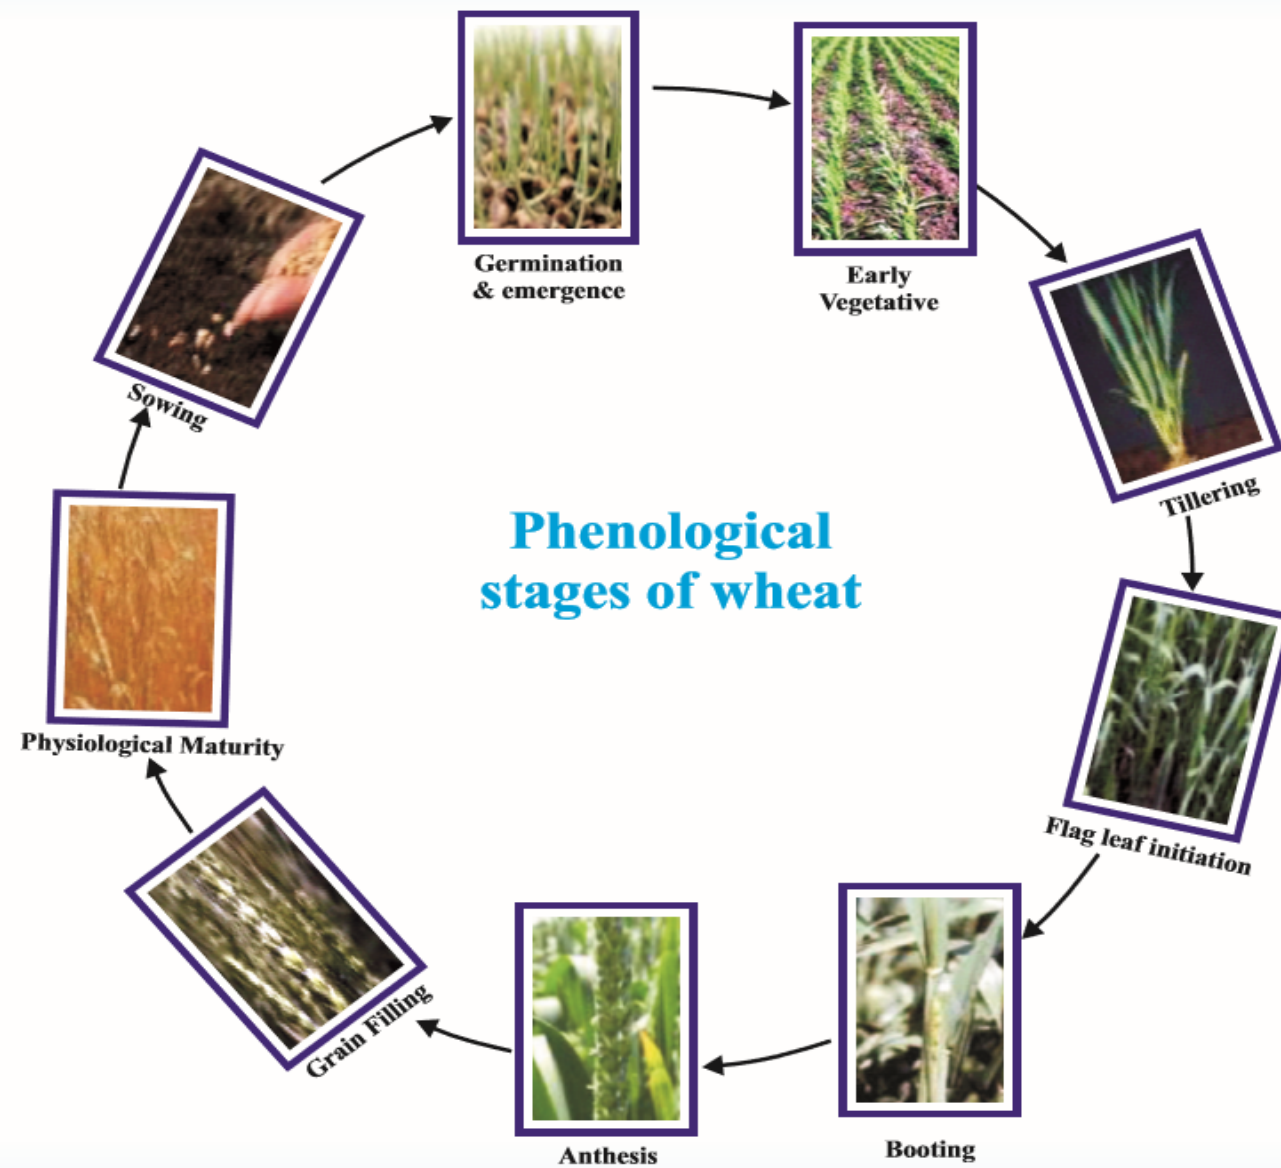 Phenological
stages of wheat
Sowing
Germination
& emergence
Early
Vegetative
Tillering
Flag leaf initiation
Booting
Anthesis
Grain Filling
Physiological Maturity